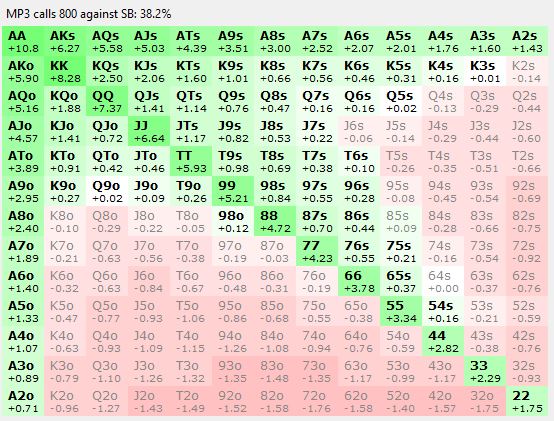 MP3 calls 800 against SB: 38.2%
AA AKs AQs AJs ATs A9s A8s A7s A6s A5s A4s A3s A2s
+10.8 +6.27 +5.58 +5.03 +4.39 +3.51 +3.00 +2.52 +2.07 +2.01 +1.76 +1.60 +1.43
AKo KK KQs KJs KTs K9s K8s K7s K6s K5s K4s K3s K2s
+5.90 +8.28 +2.50 +2.06 +1.60 +1.01 +0.66 +0.56 +0.46 +0.31 +0.16 +0.01 -0.14
AQo KQo QQ QJs QTs Q9s Q8s Q7s Q6s Q5s Q4s Q3s Q2s
+5.16 +1.88 +7.37 +1.41 +1.14 +0.76 +0.47 +0.16 +0.16 +0.02 -0.13 -0.29 -0.44
AJo KJo QJo JJ JTs J9s J8s J7s J6s J5s J4s J3s J2s
+4.57 +1.41 +0.72 +6.64 +1.17 +0.82 +0.53 +0.22 -0.06 -0.14 -0.29 -0.44 -0.60
ATo KTo QTo JTo TT T9s T8s T7s T6s T5s T4s T3s T2s
+3.89 +0.91 +0.42 +0.46 +5.93 +0.98 +0.69 +0.38 +0.10 -0.26 -0.35 -0.51 -0.66
A9o K9o Q9o J9o T9o 99 98s 97s 96s 95s 94s 93s 92s
+2.95 +0.27 +0.02 +0.09 +0.26 +5.21 +0.84 +0.55 +0.28 -0.08 -0.45 -0.54 -0.69
A8o K8o Q8o J8o T8o 98o 88 87s 86s 85s 84s 83s 82s
+2.40 -0.10 -0.29 -0.22 -0.05 +0.12 +4.72 +0.70 +0.44 +0.09 -0.28 -0.66 -0.75
A7o K7o Q7o J7o T7o 97o 87o 77 76s 75s 74s 73s 72s
+1.89 -0.21 -0.63 -0.56 -0.38 -0.19 -0.03 +4.23 +0.55 +0.21 -0.16 -0.54 -0.92
A6o K6o Q6o J6o T6o 96o 86o 76o 66 65s 64s 63s 62s
+1.40 -0.32 -0.63 -0.84 -0.67 -0.48 -0.31 -0.19 +3.78 +0.37 +0.00 -0.37 -0.76
A5o K5o Q5o J5o T5o 95o 85o 75o 65o 55 54s 53s 52s
+1.33 -0.47 -0.77 -0.93 -1.06 -0.86 -0.68 -0.55 -0.38 +3.34 +0.16 -0.21 -0.59
A4o K4o Q4o J4o T4o 94o 84o 74o 64o 54o 44 43s 42s
+1.07 -0.63 -0.93 -1.09 -1.15 -1.26 -1.08 -0.94 -0.76 -0.59 +2.82 -0.38 -0.76
A3o K3o Q3o J3o T3o 93o 83o 73o 63o 53o 43o 33 32s
+0.89 -0.79 -1.10 -1.26 -1.32 -1.35 -1.48 -1.35 -1.17 -0.99 -1.17 +2.29 -0.93
A2o K2o Q2o J2o T2o 92o 82o 72o 62o 52o 42o 32o 22
+0.71 -0.96 -1.27 -1.43 -1.49 -1.52 -1.58 -1.76 -1.58 -1.40 -1.57 -1.75 +1.75